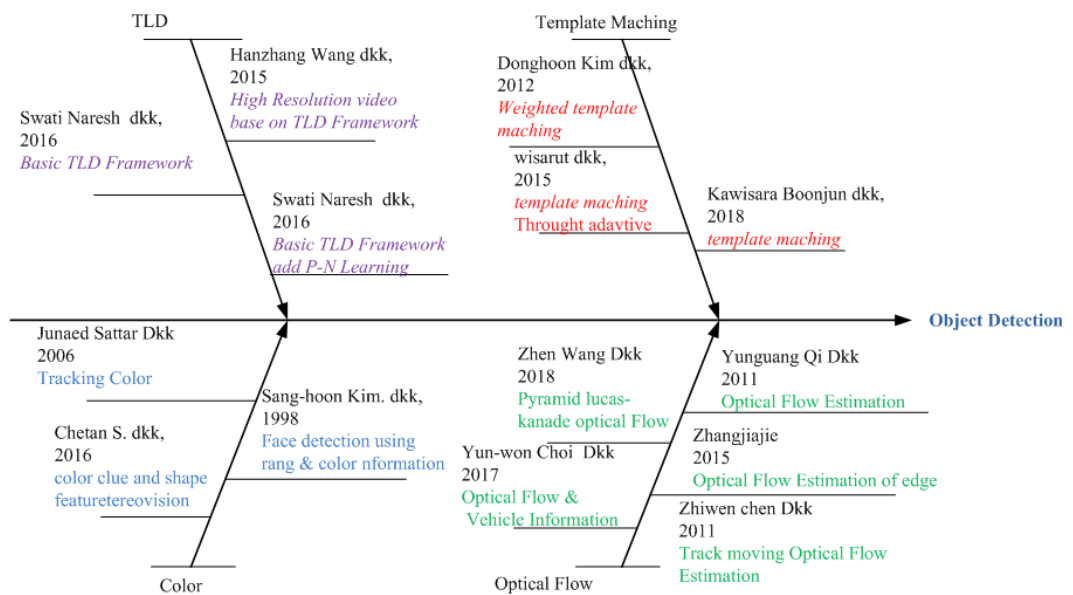 TLD
Hanzhang Wang dkk,
2015
High Resolution video
base on TLD Framework
Swati Naresh dkk,
2016
Basic TLD Framework
Swati Naresh dkk,
2016
Basic TLD Framework
add P-N Learning
Template Maching
Donghoon Kim dkk,
2012
Weighted template
maching
wisarut dkk,
2015
template maching
Throught adavtive
Kawisara Boonjun dkk,
2018
template maching
Object Detection
Junaed Sattar Dkk
2006
Tracking Color
Sang-hoon Kim. dkk,
1998
Face detection using
rang & color nformation
Chetan S. dkk,
2016
color clue and shape
featuretereovision
Color
Zhen Wang Dkk
2018
Pyramid lucas-
kanade optical Flow
Yunguang Qi Dkk
2011
Optical Flow Estimation
Yun-won Choi Dkk
2017
Optical Flow &
Vehicle Information
Zhangjiajie
2015
Optical Flow Estimation of edge
Zhiwen chen Dkk
2011
Track moving Optical Flow
Estimation
Optical Flow